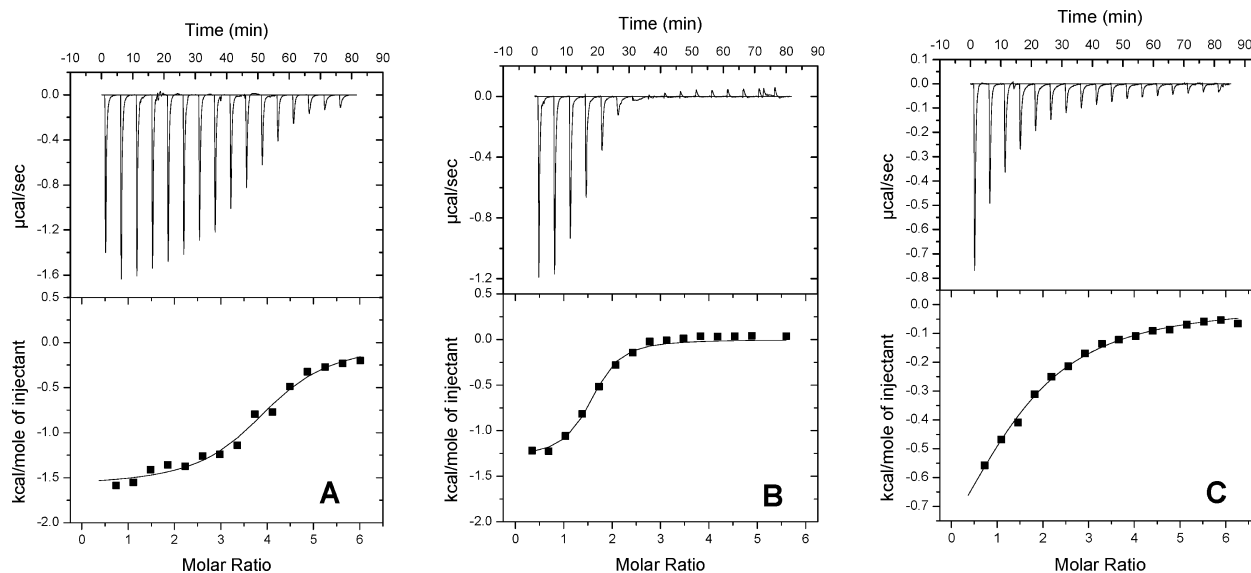 Time (min)
-10 0 10 20 30 40 50 60 70 80 90
0.0
-0.4
-0.8
-1.2
-1.6
µcal/sec
0.5
0.0
-0.5
-1.0
-1.5
-2.0
kcal/mole of injectant
A
0 1 2 3 4 5 6
Molar Ratio
Time (min)
-10 0 10 20 30 40 50 60 70 80 90
0.0
-0.4
-0.8
-1.2
µcal/sec
0.5
0.0
-0.5
-1.0
-1.5
-2.0
kcal/mole of injectant
B
0 1 2 3 4 5 6
Molar Ratio
Time (min)
-10 0 10 20 30 40 50 60 70 80 90
0.1
0.0
-0.1
-0.2
-0.3
-0.4
-0.5
-0.6
-0.7
-0.8
µcal/sec
0.0
-0.1
-0.2
-0.3
-0.4
-0.5
-0.6
-0.7
kcal/mole of injectant
C
0 1 2 3 4 5 6
Molar Ratio